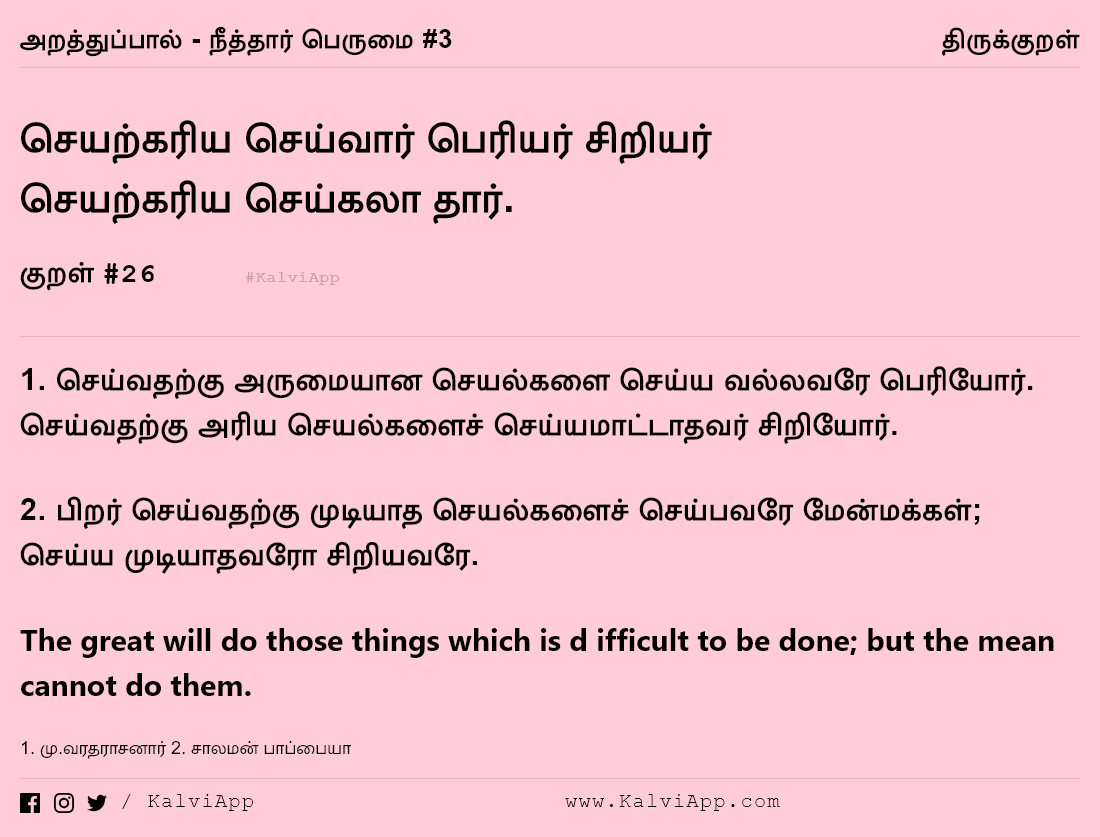 அறத்துப்பால் - நீத்தார் பெருமை #3
திருக்குறள்
செயற்கரிய செய்வார் பெரியர் சிறியர்
செயற்கரிய செய்கலா தார்.
குறள் #26
#KalviApp
1. செய்வதற்கு அருமையான செயல்களை செய்ய வல்லவரே பெரியோர்.
செய்வதற்கு அரிய செயல்களைச் செய்யமாட்டாதவர் சிறியோர்.
2. பிறர் செய்வதற்கு முடியாத செயல்களைச் செய்பவரே மேன்மக்கள்;
செய்ய முடியாதவரோ சிறியவரே.
The great will do those things which is d ifficult to be done; but the mean
cannot do them.
1. மு.வரதராசனார் 2. சாலமன் பாப்பையா
/ KalviApp
www.KalviApp.com